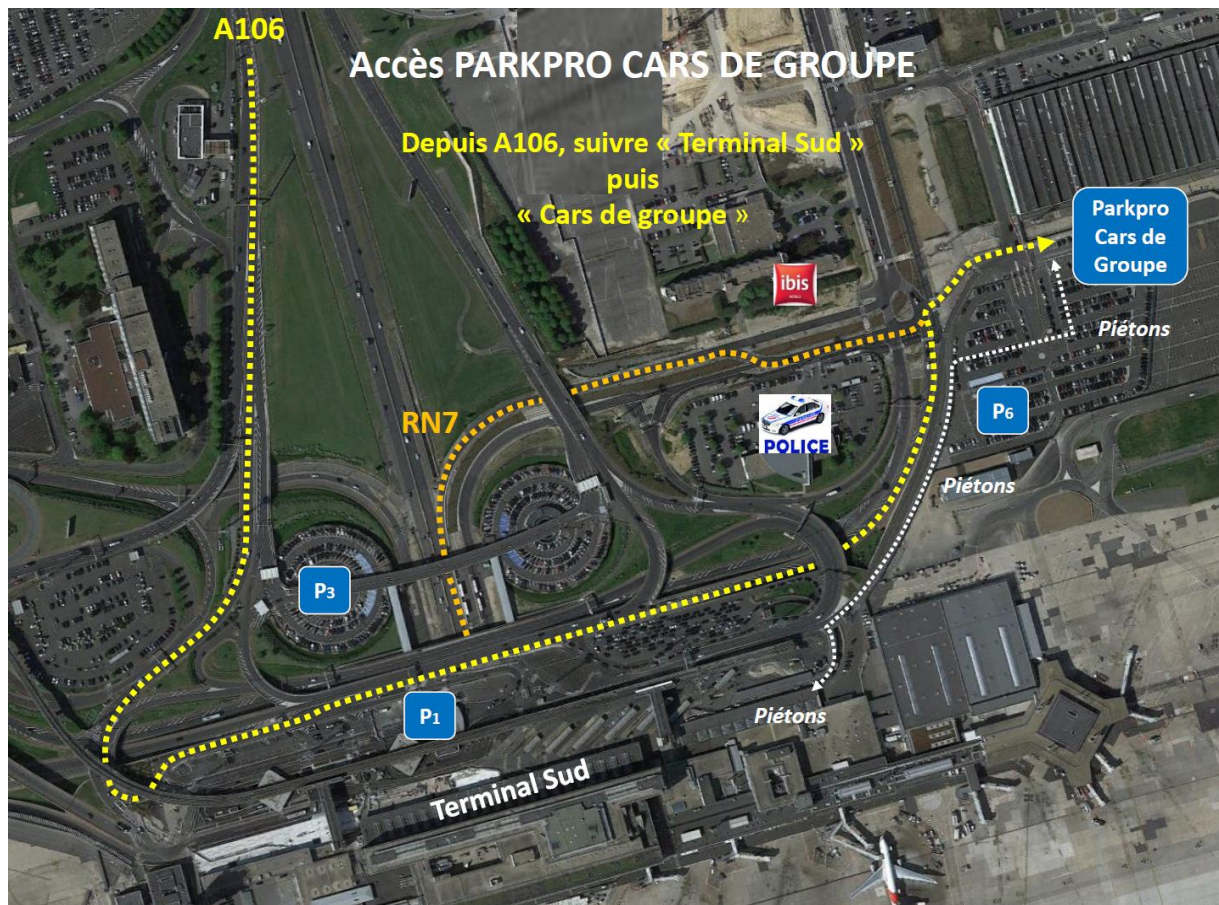 A106
Accès PARKPRO CARS DE GROUPE
Depuis A106, suivre « Terminal Sud »
puis
« Cars de groupe »
Parkpro
Cars de
Groupe
ibis
HOTELS
Piétons
RN7
P6
POLICE
Piétons
P3
P1
Piétons
Terminal Sud